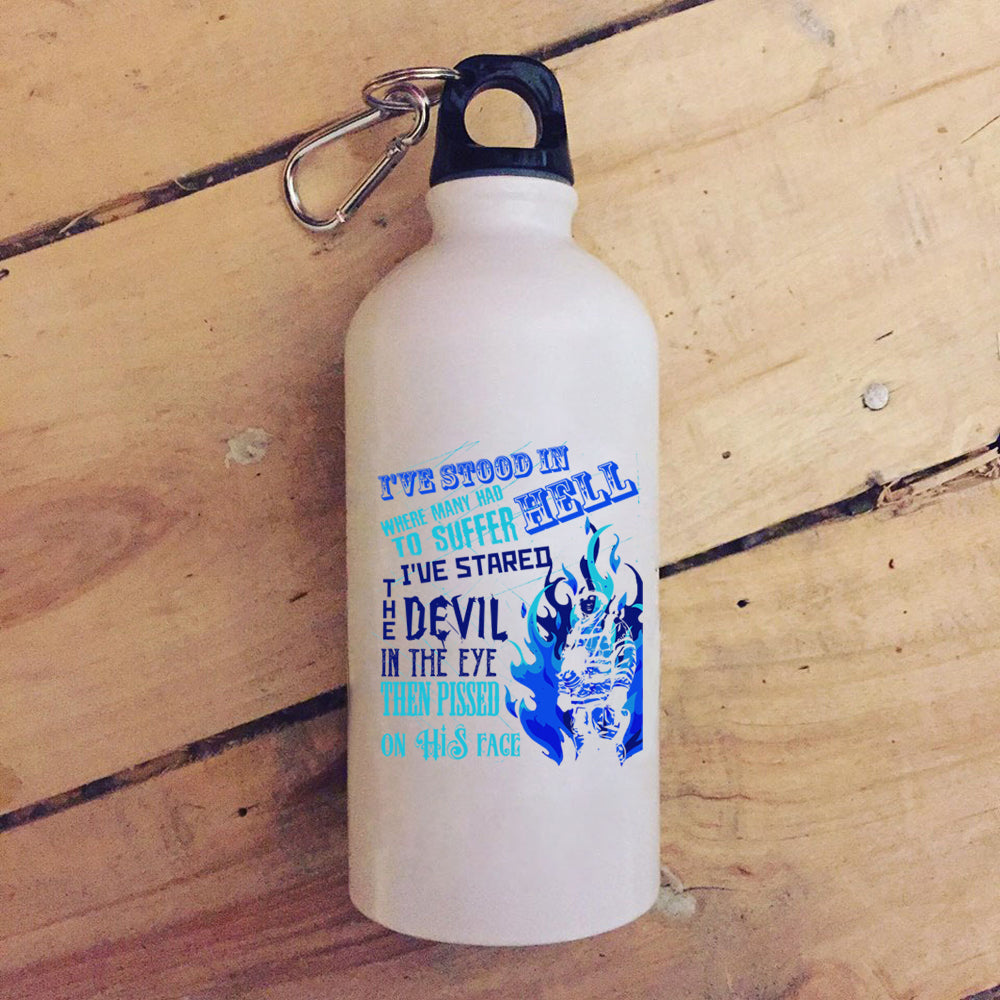 I'VE STOOD IN
HELL
WHERE MANY HAD
TO SUFFER
I'VE STARED
THE
DEVIL
IN THE EYE
THEN PISSED
ON HiS FACE